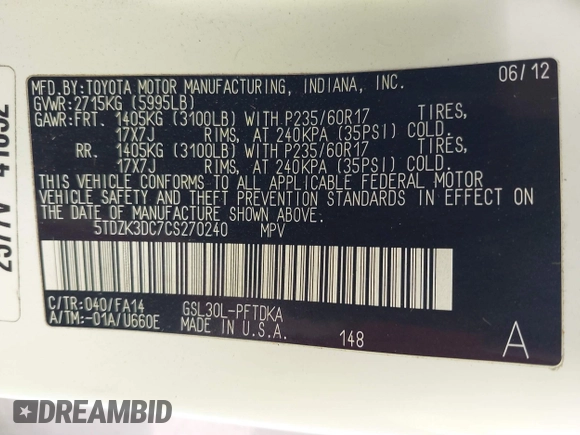 MFD. BY: TOYOTA MOTOR MANUFACTURING, INDIANA, INC. 06/12
GVWR: 2715KG (5995LB)
GAWR: FRT. 1405KG (3100LB) WITH P235/60R17 TIRES,
17X7J RIMS, AT 240KPA (35PSI) COLD.
RR. 1405KG (3100LB) WITH P235/60R17 TIRES,
17X7J RIMS, AT 240KPA (35PSI) COLD.
THIS VEHICLE CONFORMS TO ALL APPLICABLE FEDERAL MOTOR
VEHICLE SAFETY AND THEFT PREVENTION STANDARDS IN EFFECT ON
THE DATE OF MANUFACTURE SHOWN ABOVE.
5TDZK3DC7CS270240 MPV
C/TR: 040/FA14 GSL30L-PFTDKA
A/TM: -01A/U660E MADE IN U.S.A. 148 A
DREAMBID